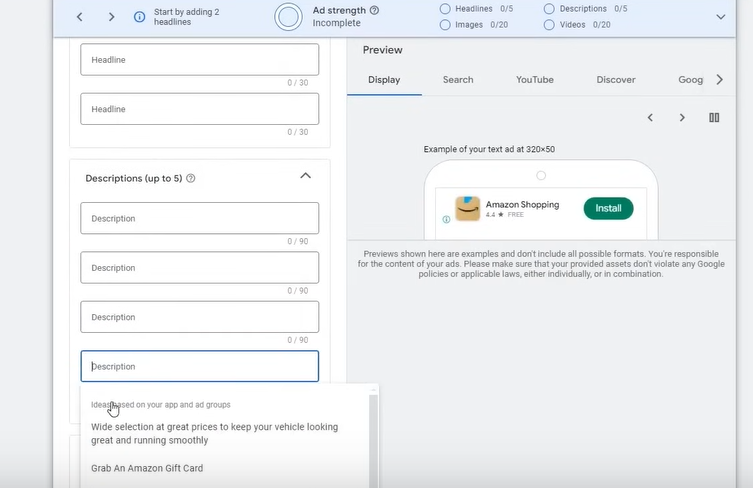 Start by adding 2
headlines
Ad strength
Incomplete
Headlines 0/5
Descriptions 0/5
Images 0/20
Videos 0/20
Headline
0 / 30
Headline
0 / 30
Descriptions (up to 5)
Description
0 / 90
Description
0 / 90
Description
0 / 90
Description
Ideas based on your app and ad groups
Wide selection at great prices to keep your vehicle looking
great and running smoothly
Grab An Amazon Gift Card
Preview
Display
Search
YouTube
Discover
Goog
Example of your text ad at 320×50
Amazon Shopping
4.4 ★ FREE
Install
Previews shown here are examples and don't include all possible formats. You're responsible
for the content of your ads. Please make sure that your provided assets don't violate any Google
policies or applicable laws, either individually, or in combination.